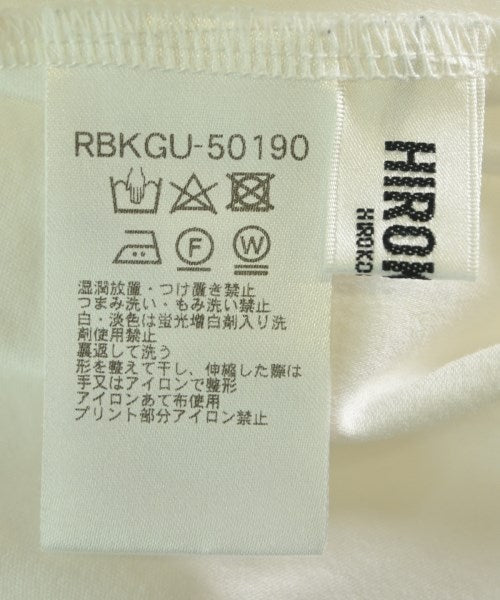 RBKGU-50190
F
W
湿潤放置・つけ置き禁止
つまみ洗い・もみ洗い禁止
白・淡色は蛍光増白剤入り洗
剤使用禁止
裏返して洗う
形を整えて干し、伸縮した際は
手又はアイロンで整形
アイロンあて布使用
プリント部分アイロン禁止
HIROK
HIROKO